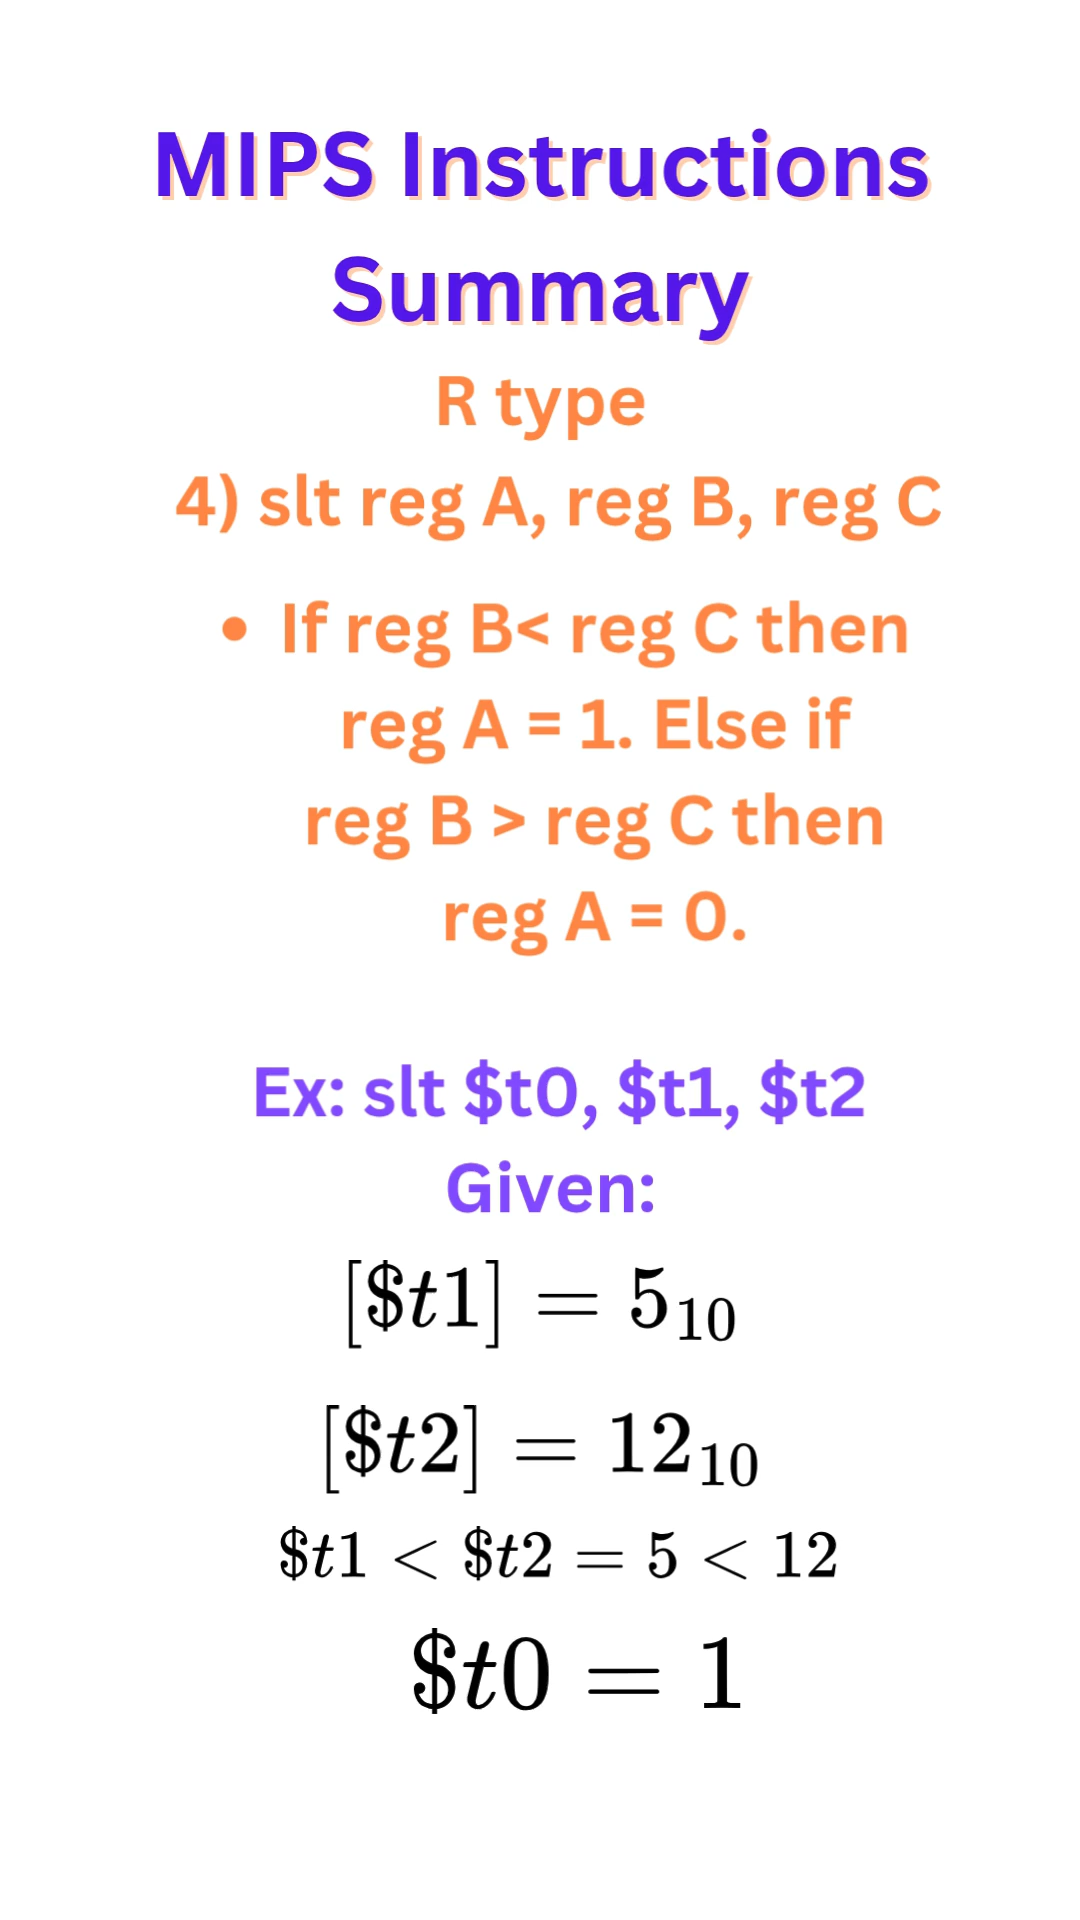 MIPS Instructions
Summary
R type
4) slt reg A, reg B, reg C
• If reg B< reg C then
reg A = 1. Else if
reg B > reg C then
reg A = 0.
Ex: slt $t0, $t1, $t2
Given:
[$t1] = 5₁₀
[$t2] = 12₁₀
$t1 < $t2 = 5 < 12
$t0 = 1